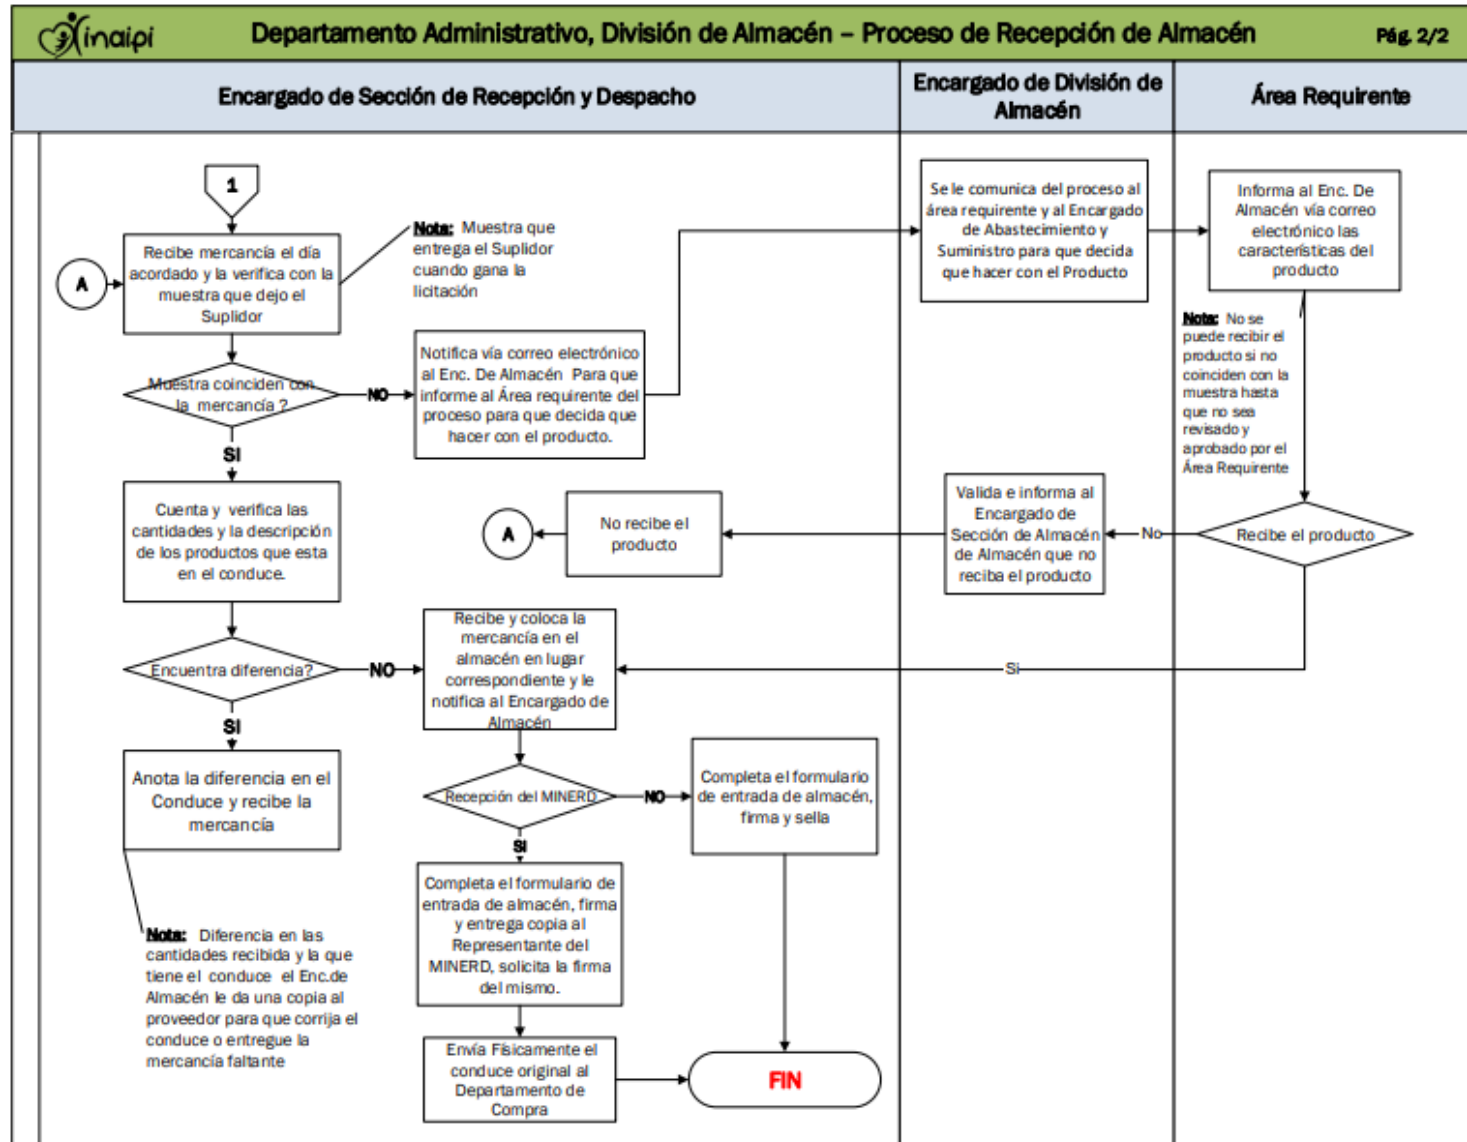 inaipi
Departamento Administrativo, División de Almacén – Proceso de Recepción de Almacén
Pág. 2/2
Encargado de Sección de Recepción y Despacho
Encargado de División de
Almacén
Área Requirente
1
Recibe mercancía el día
acordado y la verifica con la
muestra que dejo el
Suplidor
A
Nota: Muestra que
entrega el Suplidor
cuando gana la
licitación
Se le comunica del proceso al
área requirente y al Encargado
de Abastecimiento y
Suministro para que decida
que hacer con el Producto
Informa al Enc. De
Almacén vía correo
electrónico las
características del
producto
Nota: No se
puede recibir el
producto si no
coinciden con la
muestra hasta
que no sea
revisado y
aprobado por el
Área Requirente
Muestra coinciden con
la mercancía ?
NO
Notifica vía correo electrónico
al Enc. De Almacén Para que
informe al Área requirente del
proceso para que decida que
hacer con el producto.
SI
Cuenta y verifica las
cantidades y la descripción
de los productos que esta
en el conduce.
A
No recibe el
producto
Valida e informa al
Encargado de
Sección de Almacén
de Almacén que no
reciba el producto
No
Recibe el producto
Encuentra diferencia?
NO
Recibe y coloca la
mercancía en el
almacén en lugar
correspondiente y le
notifica al Encargado de
Almacén
Si
SI
Anota la diferencia en el
Conduce y recibe la
mercancía
Recepción del MINERD
NO
Completa el formulario
de entrada de almacén,
firma y sella
SI
Completa el formulario de
entrada de almacén, firma
y entrega copia al
Representante del
MINERD, solicita la firma
del mismo.
Nota: Diferencia en las
cantidades recibida y la que
tiene el conduce el Enc.de
Almacén le da una copia al
proveedor para que corrija el
conduce o entregue la
mercancía faltante
Envía Físicamente el
conduce original al
Departamento de
Compra
FIN